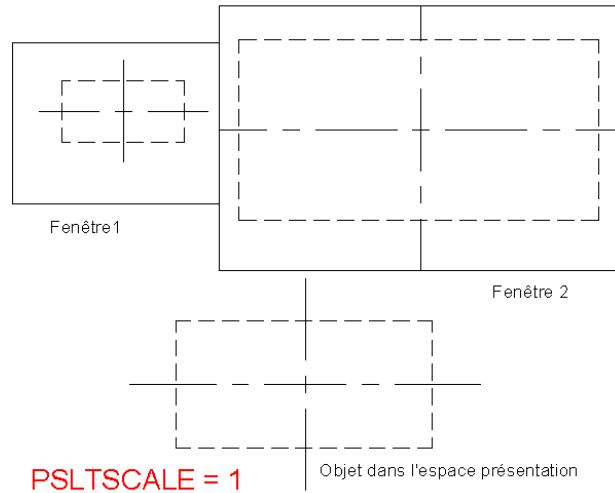 Fenêtre1
Fenêtre 2
Objet dans l'espace présentation
PSLTSCALE = 1